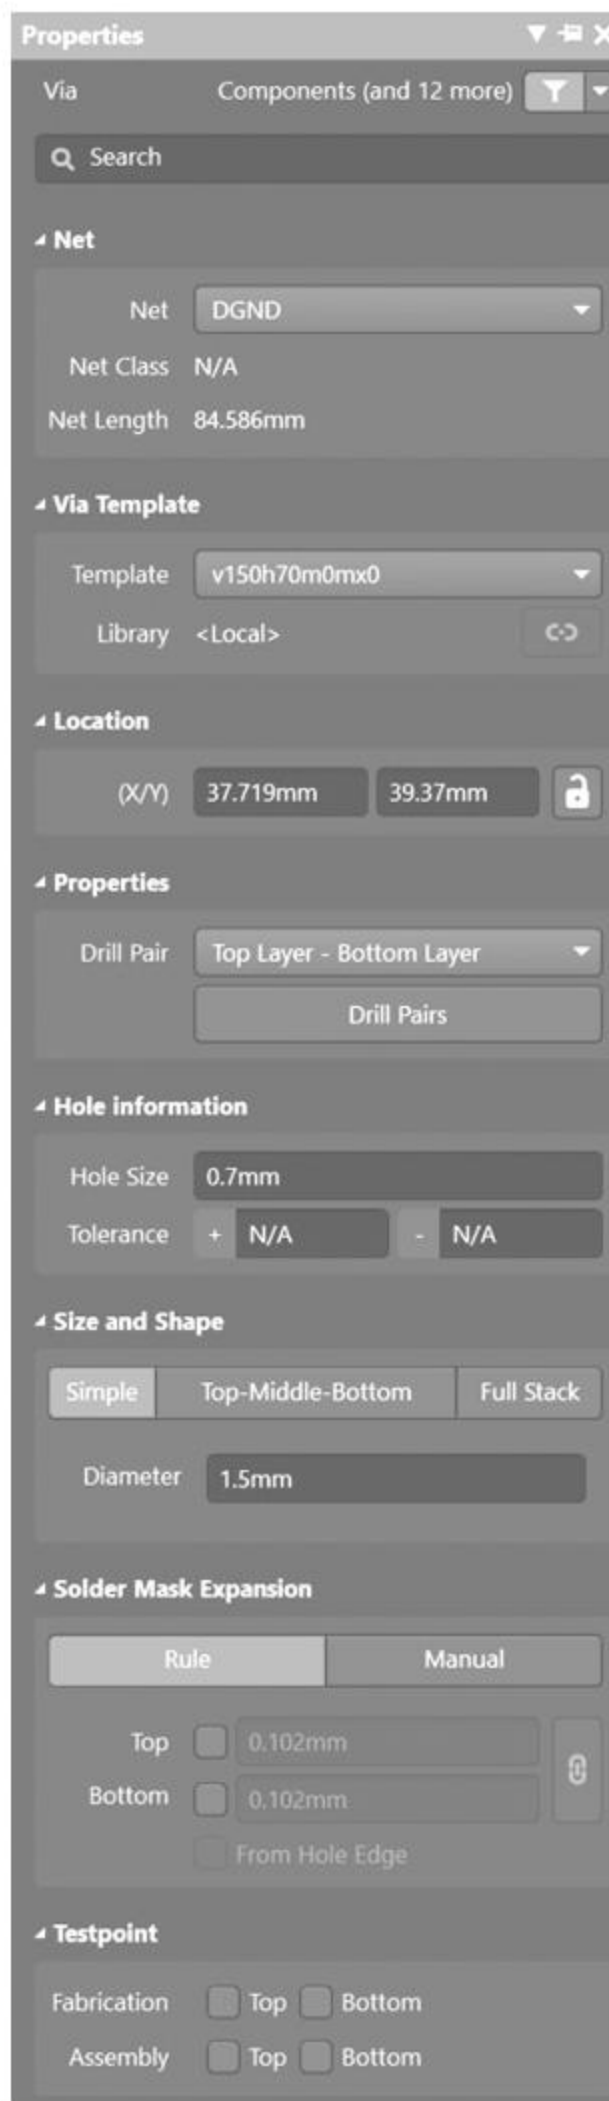 Properties
Via Components (and 12 more)
Search
Net
Net DGND
Net Class N/A
Net Length 84.586mm
Via Template
Template v150h70m0mx0
Library <Local>
Location
(X/Y) 37.719mm 39.37mm
Properties
Drill Pair Top Layer - Bottom Layer
Drill Pairs
Hole information
Hole Size 0.7mm
Tolerance + N/A - N/A
Size and Shape
Simple Top-Middle-Bottom Full Stack
Diameter 1.5mm
Solder Mask Expansion
Rule Manual
Top 0.102mm
Bottom 0.102mm
From Hole Edge
Testpoint
Fabrication Top Bottom
Assembly Top Bottom